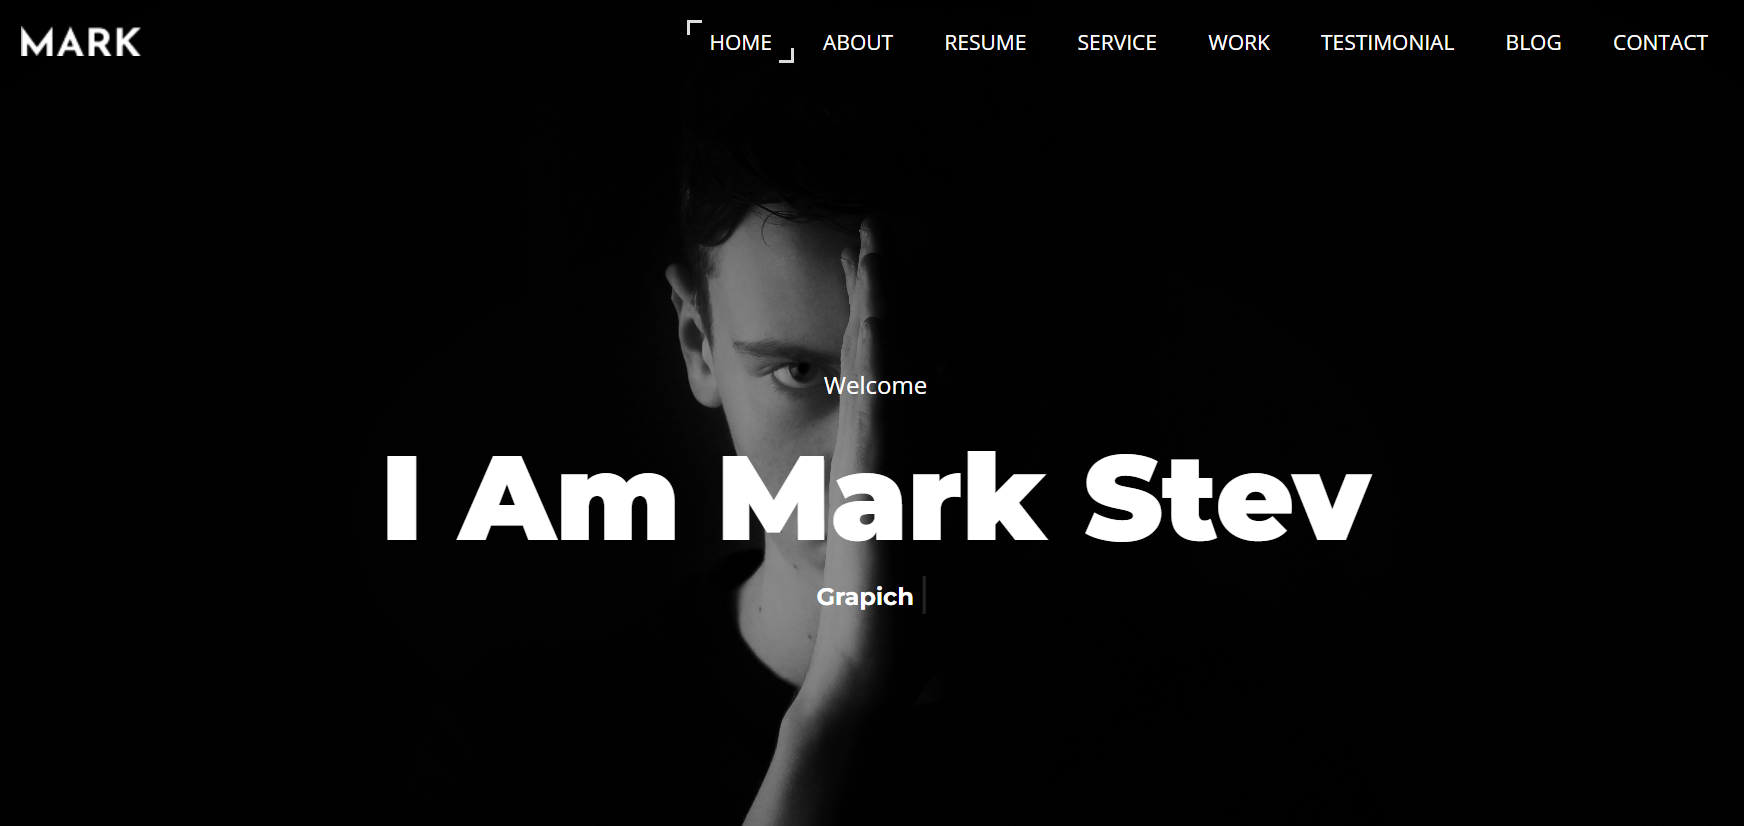 MARK
HOME ABOUT RESUME SERVICE WORK TESTIMONIAL BLOG CONTACT
Welcome
I Am Mark Stev
Grapich